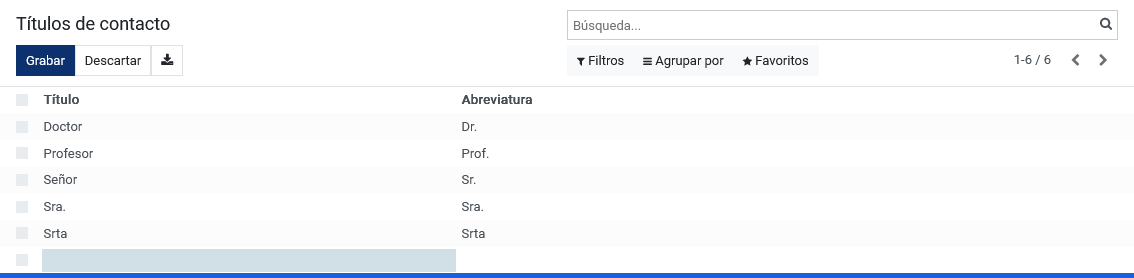 Títulos de contacto
Búsqueda...
Grabar Descartar
Filtros Agrupar por Favoritos
1-6 / 6
Título Abreviatura
Doctor Dr.
Profesor Prof.
Señor Sr.
Sra. Sra.
Srta Srta